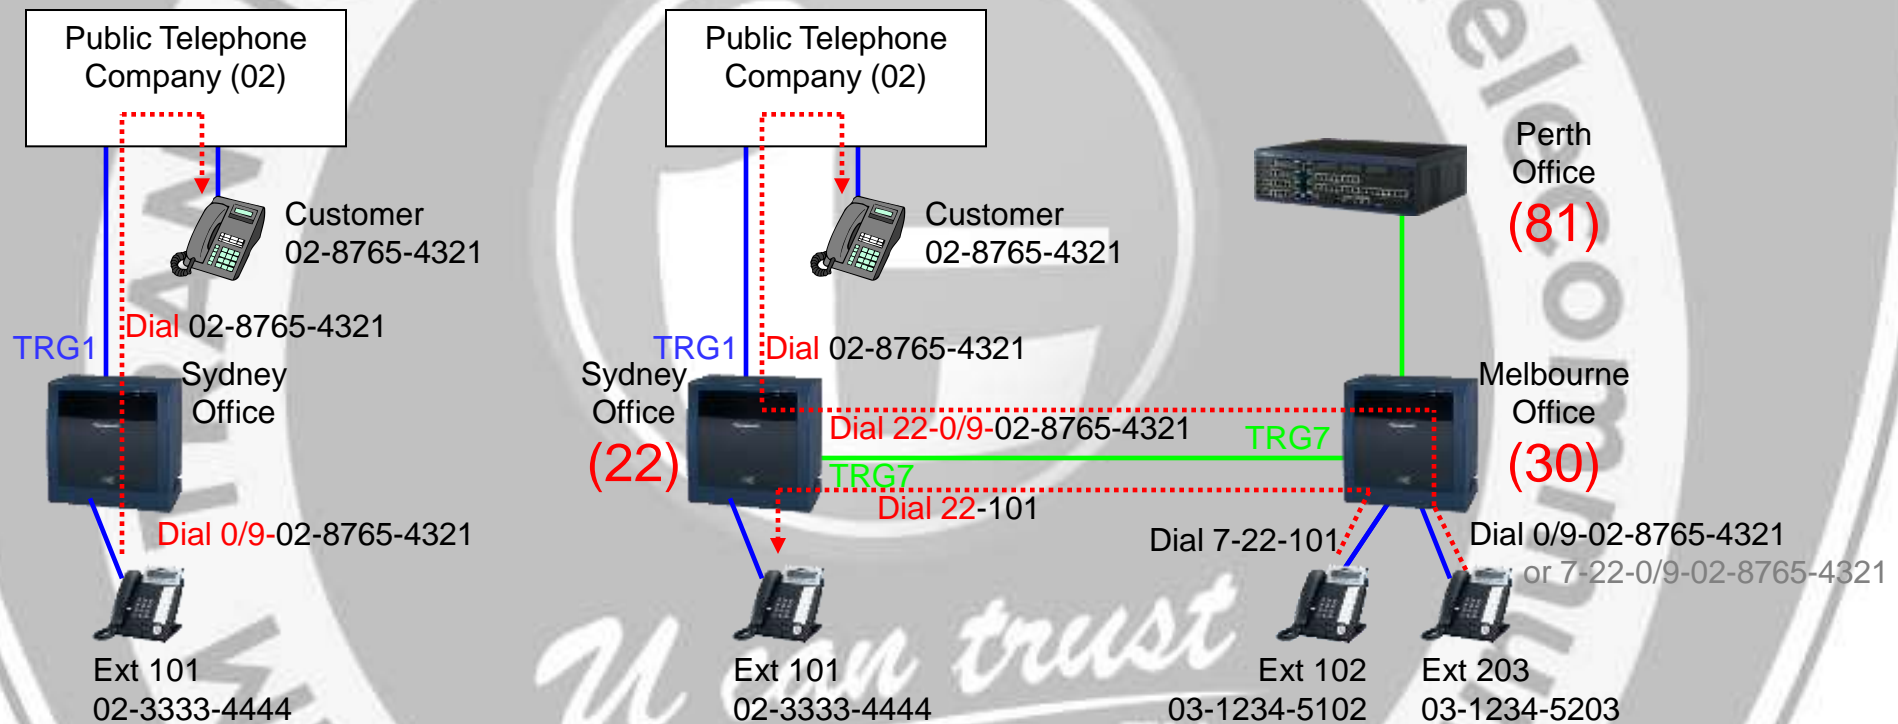 Public Telephone
Company (02)
Customer
02-8765-4321
Dial 02-8765-4321
TRG1
Sydney
Office
Dial 0/9-02-8765-4321
Ext 101
02-3333-4444
Public Telephone
Company (02)
Customer
02-8765-4321
TRG1
Dial 02-8765-4321
Sydney
Office
(22)
Dial 22-0/9-02-8765-4321
TRG7
TRG7
Dial 22-101
Ext 101
02-3333-4444
Perth
Office
(81)
Melbourne
Office
(30)
Dial 7-22-101
Dial 0/9-02-8765-4321
or 7-22-0/9-02-8765-4321
Ext 102
03-1234-5102
Ext 203
03-1234-5203
U can trust